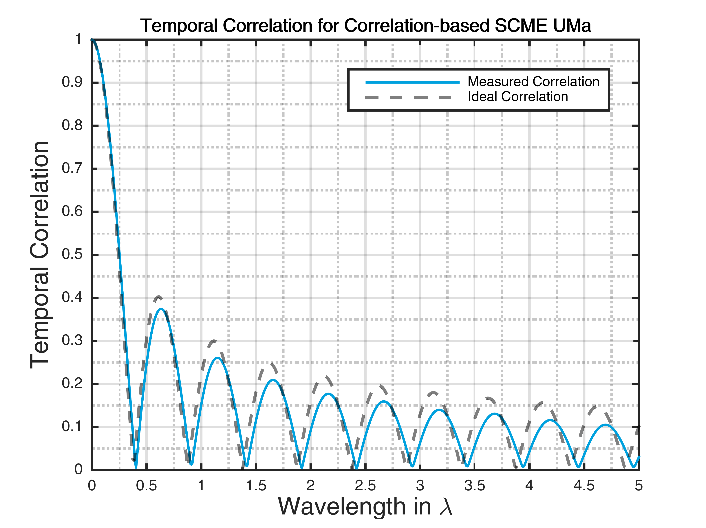 Temporal Correlation for Correlation-based SCME UMa
Measured Correlation
Ideal Correlation
Temporal Correlation
1
0.9
0.8
0.7
0.6
0.5
0.4
0.3
0.2
0.1
0
0 0.5 1 1.5 2 2.5 3 3.5 4 4.5 5
Wavelength in λ